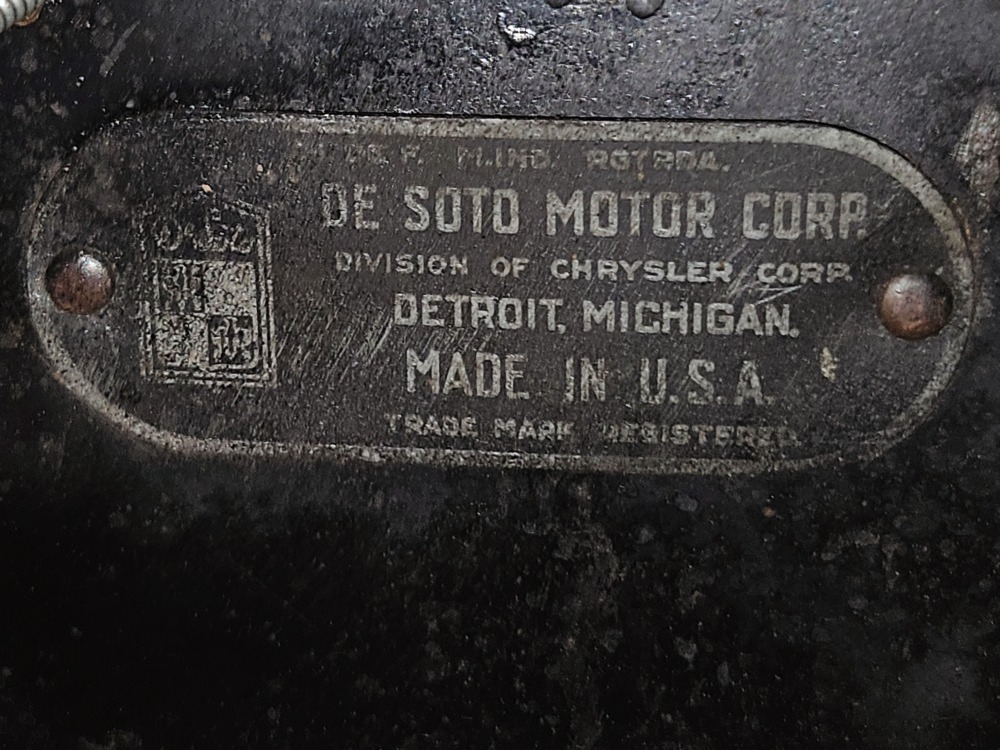 DE SOTO MOTOR CORP.
DIVISION OF CHRYSLER CORP.
DETROIT, MICHIGAN.
MADE IN U.S.A.
TRADE MARK REGISTERED